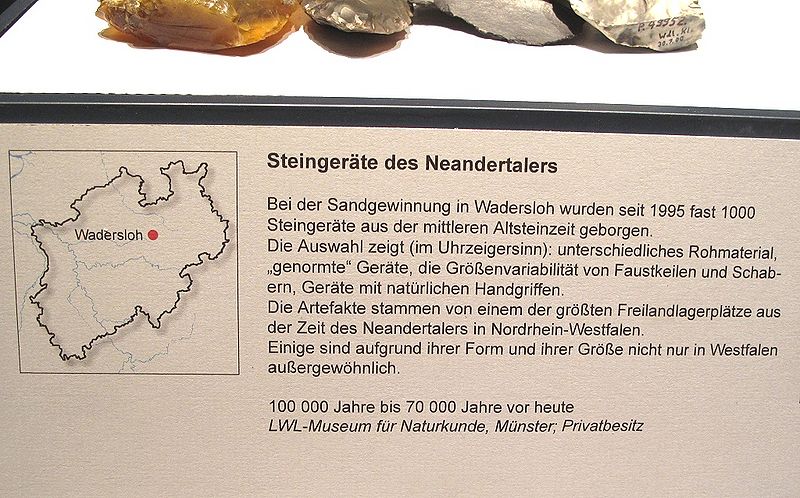 P. 49952
Wdl. Kl.
Steingeräte des Neandertalers
Bei der Sandgewinnung in Wadersloh wurden seit 1995 fast 1000
Steingeräte aus der mittleren Altsteinzeit geborgen.
Die Auswahl zeigt (im Uhrzeigersinn): unterschiedliches Rohmaterial,
„genormte“ Geräte, die Größenvariabilität von Faustkeilen und Schab-
ern, Geräte mit natürlichen Handgriffen.
Die Artefakte stammen von einem der größten Freilandlagerplätze aus
der Zeit des Neandertalers in Nordrhein-Westfalen.
Einige sind aufgrund ihrer Form und ihrer Größe nicht nur in Westfalen
außergewöhnlich.
100 000 Jahre bis 70 000 Jahre vor heute
LWL-Museum für Naturkunde, Münster; Privatbesitz
Wadersloh